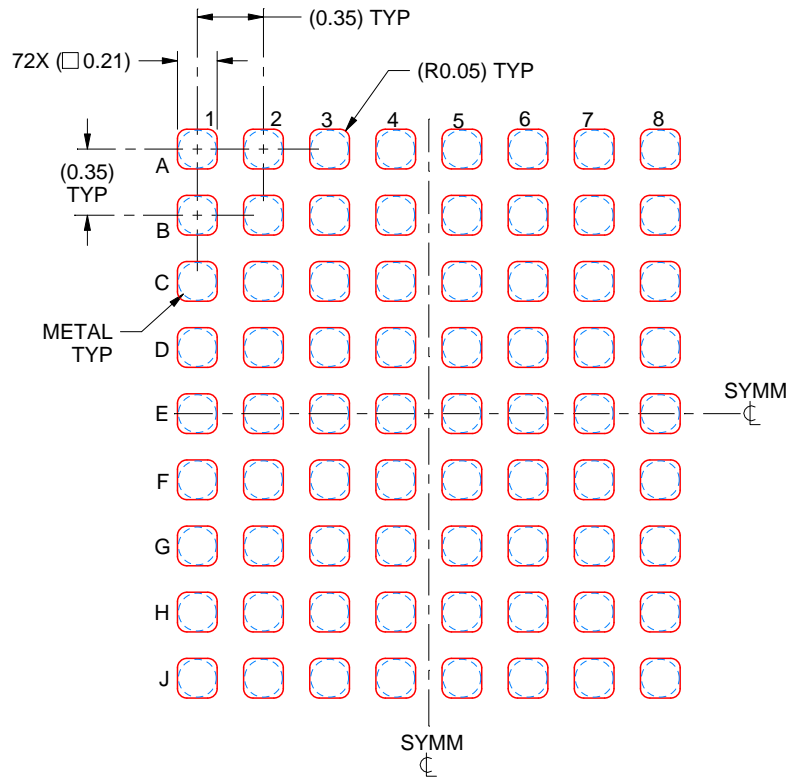 (0.35) TYP
72X (□ 0.21)
(R0.05) TYP
1 2 3 4 5 6 7 8
(0.35)
TYP
A
B
C
METAL
TYP
D
E
SYMM
℄
F
G
H
J
SYMM
℄